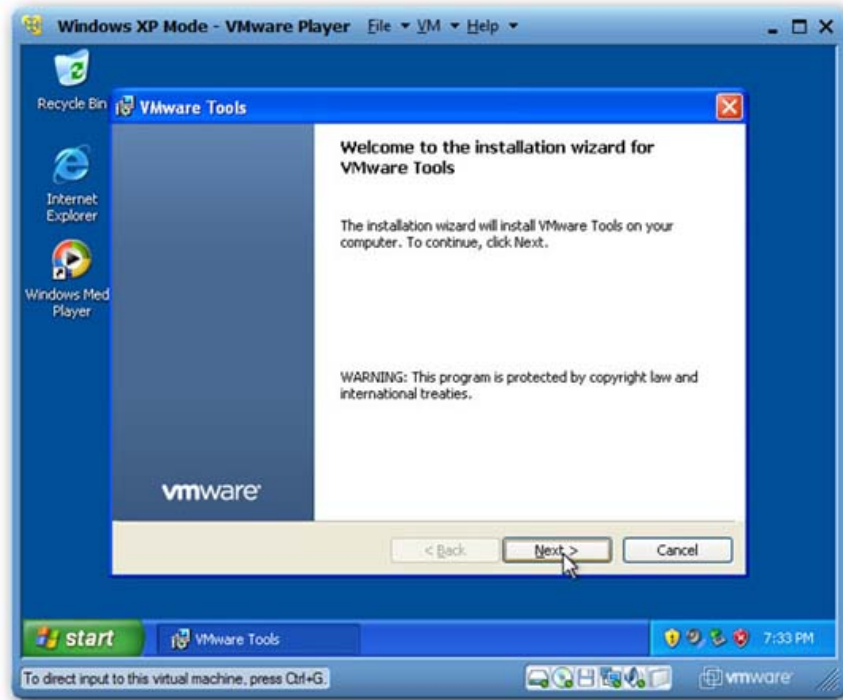 Windows XP Mode - VMware Player File VM Help
Recycle Bin
Internet
Explorer
Windows Med
Player
VMware Tools
Welcome to the installation wizard for
VMware Tools
The installation wizard will install VMware Tools on your
computer. To continue, click Next.
WARNING: This program is protected by copyright law and
international treaties.
vmware
< Back Next > Cancel
start VMware Tools 7:33 PM
To direct input to this virtual machine, press Ctrl+G. vmware